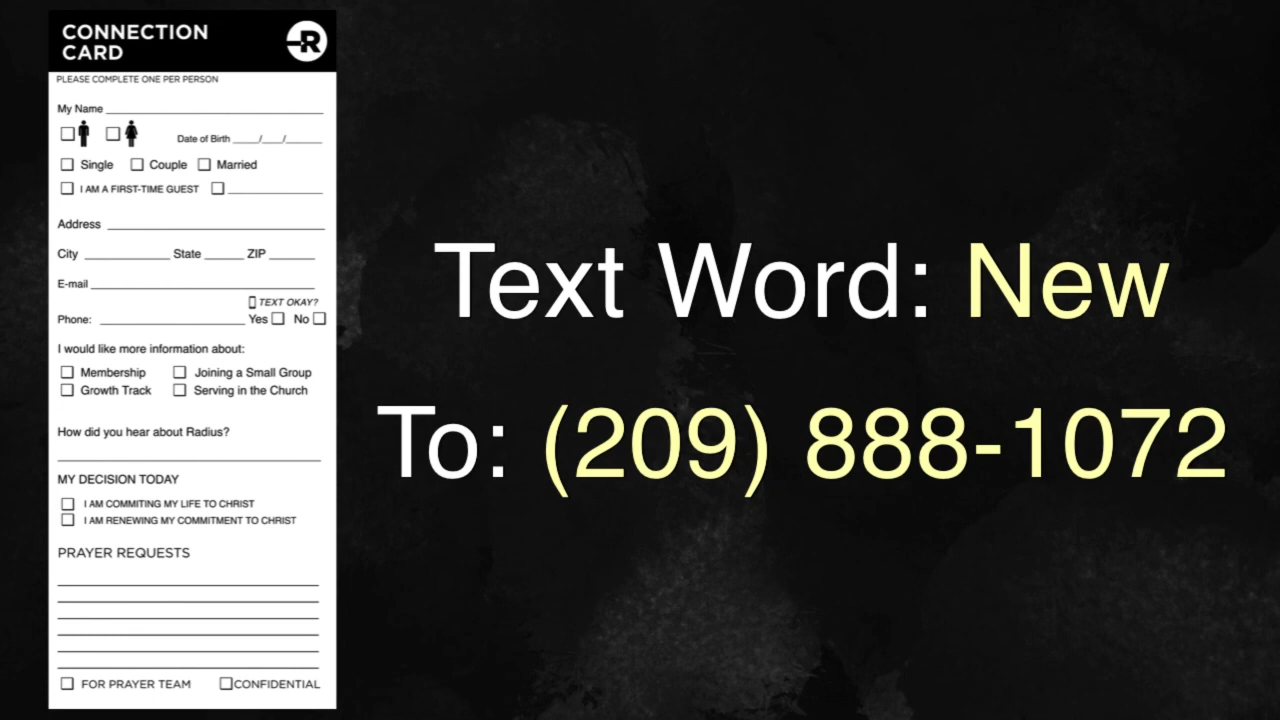 CONNECTION
CARD
R
PLEASE COMPLETE ONE PER PERSON
My Name
Date of Birth ____/____/____
Single Couple Married
I AM A FIRST-TIME GUEST
Address
City State ZIP
E-mail
TEXT OKAY?
Phone: Yes No
I would like more information about:
Membership Joining a Small Group
Growth Track Serving in the Church
How did you hear about Radius?
MY DECISION TODAY
I AM COMMITING MY LIFE TO CHRIST
I AM RENEWING MY COMMITMENT TO CHRIST
PRAYER REQUESTS
FOR PRAYER TEAM CONFIDENTIAL
Text Word: New
To: (209) 888-1072